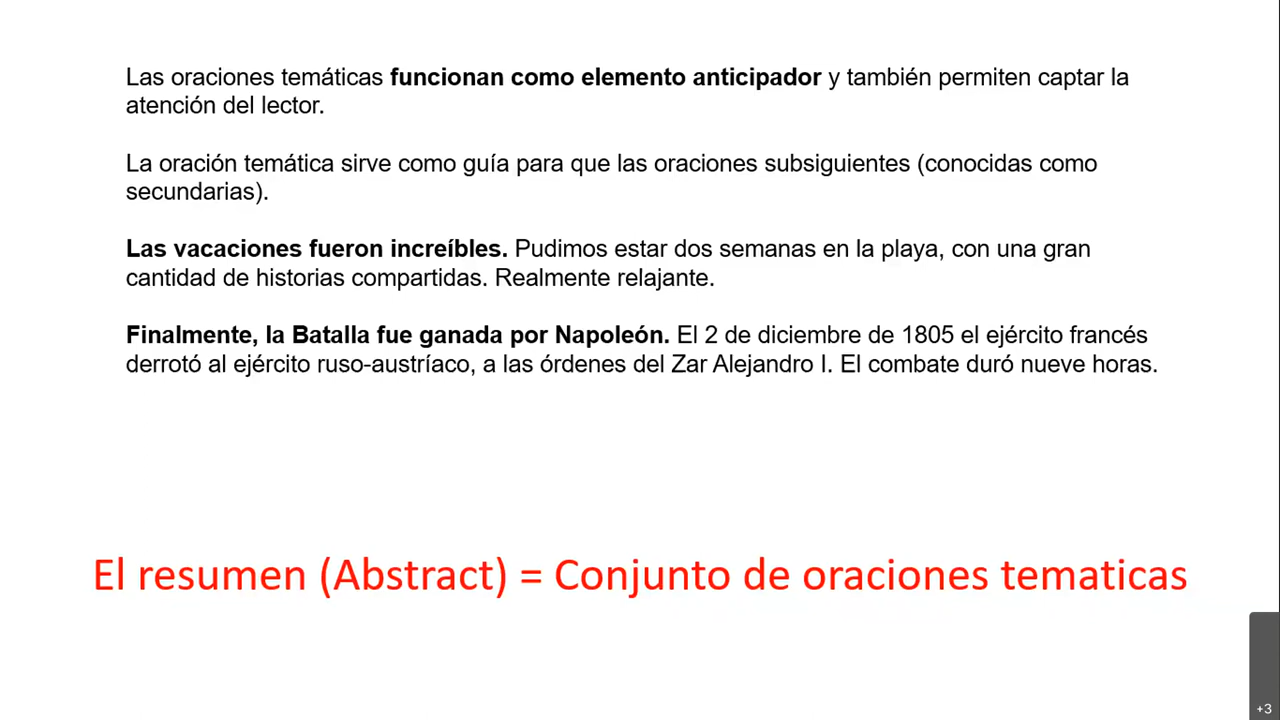 Las oraciones temáticas funcionan como elemento anticipador y también permiten captar la
atención del lector.
La oración temática sirve como guía para que las oraciones subsiguientes (conocidas como
secundarias).
Las vacaciones fueron increíbles. Pudimos estar dos semanas en la playa, con una gran
cantidad de historias compartidas. Realmente relajante.
Finalmente, la Batalla fue ganada por Napoleón. El 2 de diciembre de 1805 el ejército francés
derrotó al ejército ruso-austríaco, a las órdenes del Zar Alejandro I. El combate duró nueve horas.
El resumen (Abstract) = Conjunto de oraciones tematicas
+3